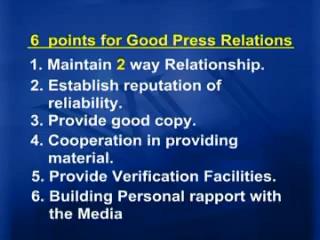 6 points for Good Press Relations
1. Maintain 2 way Relationship.
2. Establish reputation of
reliability.
3. Provide good copy.
4. Cooperation in providing
material.
5. Provide Verification Facilities.
6. Building Personal rapport with
the Media